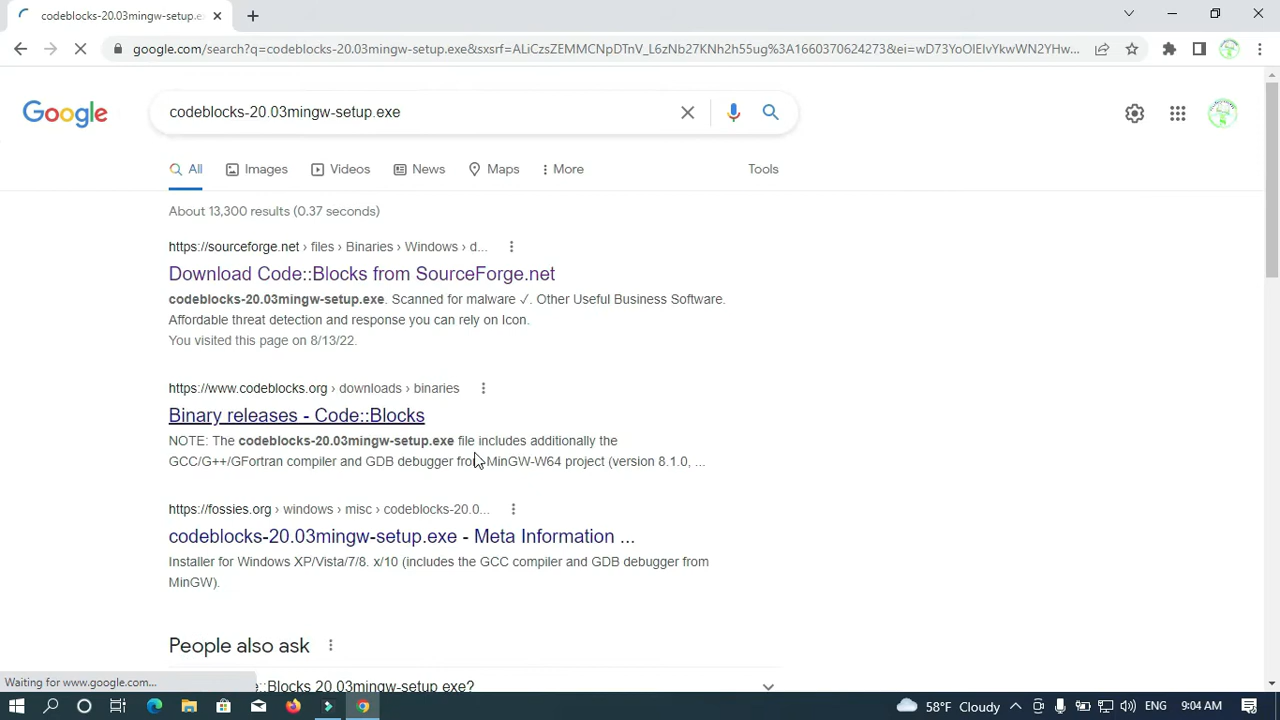 codeblocks-20.03mingw-setup.exe
google.com/search?q=codeblocks-20.03mingw-setup.exe&sxsrf=ALiCzsZEMMCNpDTnV_L6zNb27KNh2h55ug%3A1660370624273&ei=wD73YoOlEIvYkwWN2YHw...
Google
codeblocks-20.03mingw-setup.exe
All Images Videos News Maps More Tools
About 13,300 results (0.37 seconds)
https://sourceforge.net › files › Binaries › Windows › d...
Download Code::Blocks from SourceForge.net
codeblocks-20.03mingw-setup.exe. Scanned for malware ✓. Other Useful Business Software.
Affordable threat detection and response you can rely on Icon.
You visited this page on 8/13/22.
https://www.codeblocks.org › downloads › binaries
Binary releases - Code::Blocks
NOTE: The codeblocks-20.03mingw-setup.exe file includes additionally the
GCC/G++/GFortran compiler and GDB debugger from MinGW-W64 project (version 8.1.0, ...
https://fossies.org › windows › misc › codeblocks-20.0...
codeblocks-20.03mingw-setup.exe - Meta Information ...
Installer for Windows XP/Vista/7/8. x/10 (includes the GCC compiler and GDB debugger from
MinGW).
People also ask
::Blocks 20.03mingw-setup.exe?
Waiting for www.google.com...
58°F Cloudy ENG 9:04 AM